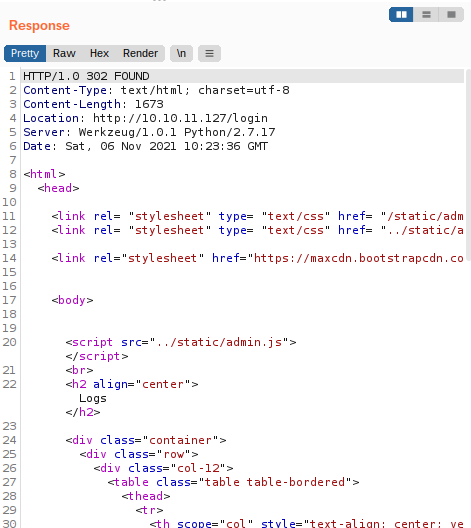 Response
Pretty Raw Hex Render \n
1 HTTP/1.0 302 FOUND
2 Content-Type: text/html; charset=utf-8
3 Content-Length: 1673
4 Location: http://10.10.11.127/login
5 Server: Werkzeug/1.0.1 Python/2.7.17
6 Date: Sat, 06 Nov 2021 10:23:36 GMT
7
8 <html>
9 <head>
10
11 <link rel= "stylesheet" type= "text/css" href= "/static/adm
12 <link rel= "stylesheet" type= "text/css" href= "../static/a
13
14 <link rel="stylesheet" href="https://maxcdn.bootstrapcdn.co
15
16
17 <body>
18
19
20 <script src="../static/admin.js">
</script>
21 <br>
22 <h2 align="center">
Logs
</h2>
23
24 <div class="container">
25 <div class="row">
26 <div class="col-12">
27 <table class="table table-bordered">
28 <thead>
29 <tr>
30 <th scope="col" style="text-align: center; ve